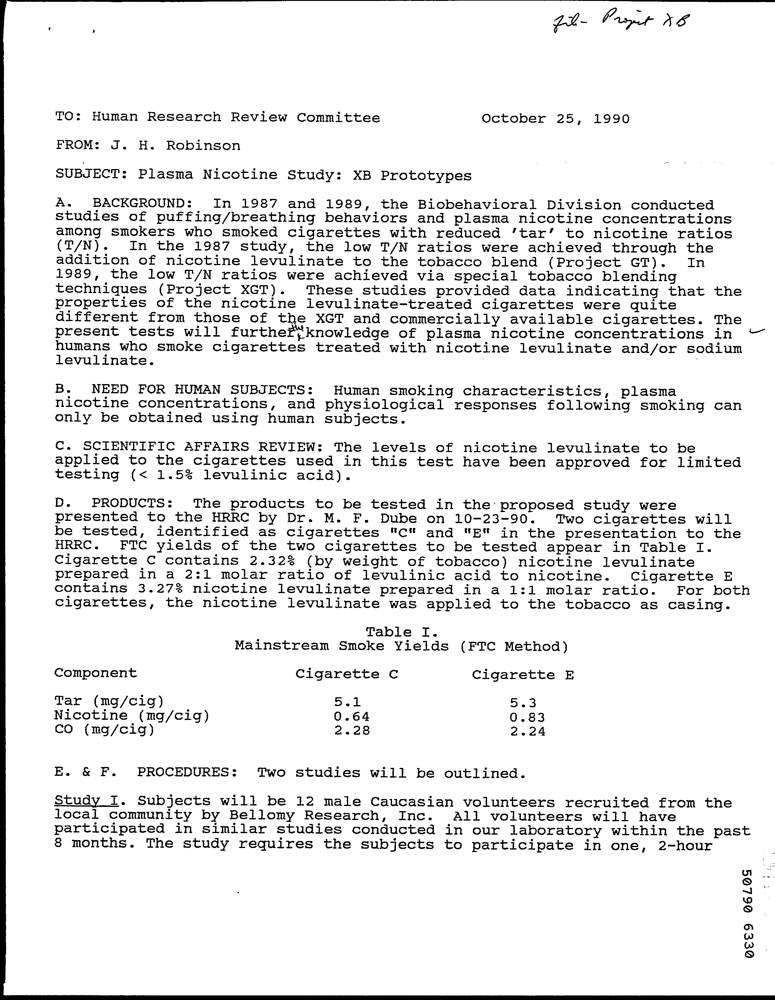 fil- Projit XB
TO: Human Research Review Committee October 25, 1990
FROM: J. H. Robinson
SUBJECT: Plasma Nicotine Study: XB Prototypes
A. BACKGROUND: In 1987 and 1989, the Biobehavioral Division conducted
studies of puffing/breathing behaviors and plasma nicotine concentrations
among smokers who smoked cigarettes with reduced 'tar' to nicotine ratios
(T/N). In the 1987 study, the low T/N ratios were achieved through the
addition of nicotine levulinate to the tobacco blend (Project GT). In
1989, the low T/N ratios were achieved via special tobacco blending
techniques (Project XGT). These studies provided data indicating that the
properties of the nicotine levulinate-treated cigarettes were quite
different from those of the XGT and commercially available cigarettes. The
present tests will further knowledge of plasma nicotine concentrations in
humans who smoke cigarettes treated with nicotine levulinate and/or sodium
levulinate.
B. NEED FOR HUMAN SUBJECTS: Human smoking characteristics, plasma
nicotine concentrations, and physiological responses following smoking can
only be obtained using human subjects.
C. SCIENTIFIC AFFAIRS REVIEW: The levels of nicotine levulinate to be
applied to the cigarettes used in this test have been approved for limited
testing (< 1.5% levulinic acid).
D. PRODUCTS: The products to be tested in the proposed study were
presented to the HRRC by Dr. M. F. Dube on 10-23-90. Two cigarettes will
be tested, identified as cigarettes "C" and "E" in the presentation to the
HRRC. FTC yields of the two cigarettes to be tested appear in Table I.
Cigarette C contains 2.32% (by weight of tobacco) nicotine levulinate
prepared in a 2:1 molar ratio of levulinic acid to nicotine. Cigarette E
contains 3.27% nicotine levulinate prepared in a 1:1 molar ratio. For both
cigarettes, the nicotine levulinate was applied to the tobacco as casing.
Table I.
Mainstream Smoke Yields (FTC Method)
Component Cigarette C Cigarette E
Tar (mg/cig) 5.1 5.3
Nicotine (mg/cig) 0.64 0.83
CO (mg/cig) 2.28 2.24
E. & F. PROCEDURES: Two studies will be outlined.
Study I. Subjects will be 12 male Caucasian volunteers recruited from the
local community by Bellomy Research, Inc. All volunteers will have
participated in similar studies conducted in our laboratory within the past
8 months. The study requires the subjects to participate in one, 2-hour
50790 6330